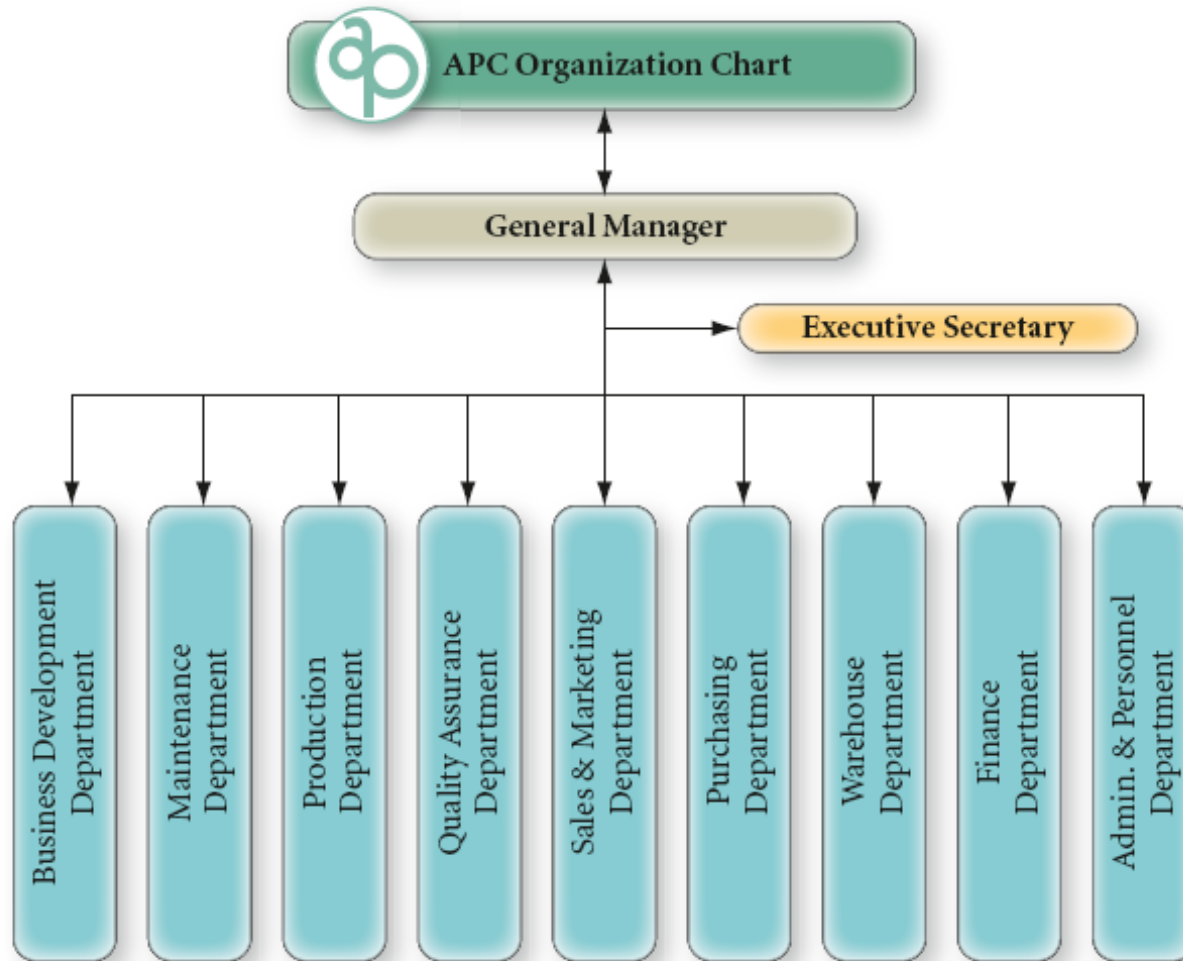 ap
APC Organization Chart
General Manager
Executive Secretary
Business Development
Department
Maintenance
Department
Production
Department
Quality Assurance
Department
Sales & Marketing
Department
Purchasing
Department
Warehouse
Department
Finance
Department
Admin. & Personnel
Department